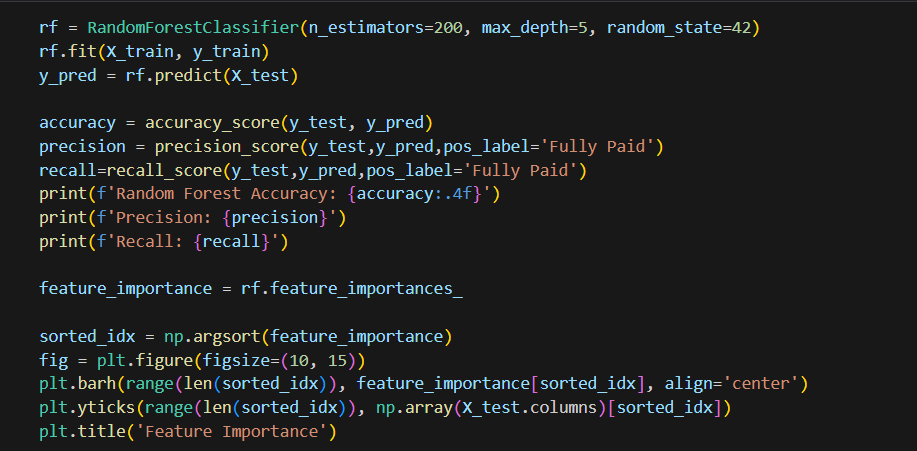 rf = RandomForestClassifier(n_estimators=200, max_depth=5, random_state=42)
rf.fit(X_train, y_train)
y_pred = rf.predict(X_test)
accuracy = accuracy_score(y_test, y_pred)
precision = precision_score(y_test,y_pred,pos_label='Fully Paid')
recall=recall_score(y_test,y_pred,pos_label='Fully Paid')
print(f'Random Forest Accuracy: {accuracy:.4f}')
print(f'Precision: {precision}')
print(f'Recall: {recall}')
feature_importance = rf.feature_importances_
sorted_idx = np.argsort(feature_importance)
fig = plt.figure(figsize=(10, 15))
plt.barh(range(len(sorted_idx)), feature_importance[sorted_idx], align='center')
plt.yticks(range(len(sorted_idx)), np.array(X_test.columns)[sorted_idx])
plt.title('Feature Importance')